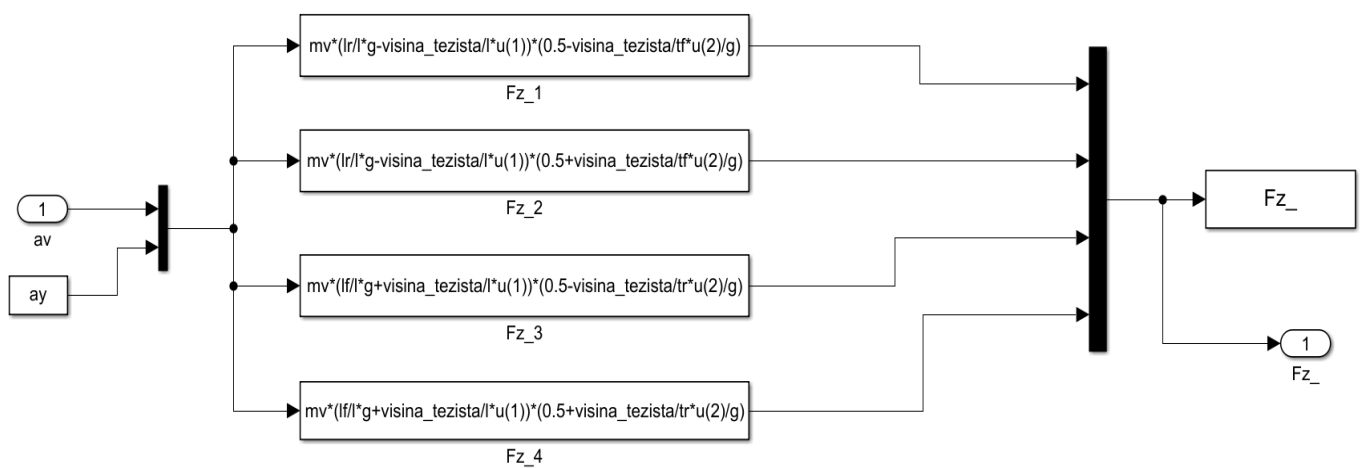 mv*(lr/l*g-visina_tezista/l*u(1))*(0.5-visina_tezista/tf*u(2)/g)
Fz_1
mv*(lr/l*g-visina_tezista/l*u(1))*(0.5+visina_tezista/tf*u(2)/g)
Fz_2
1
av
ay
mv*(lf/l*g+visina_tezista/l*u(1))*(0.5-visina_tezista/tr*u(2)/g)
Fz_3
mv*(lf/l*g+visina_tezista/l*u(1))*(0.5+visina_tezista/tr*u(2)/g)
Fz_4
Fz_
1
Fz_